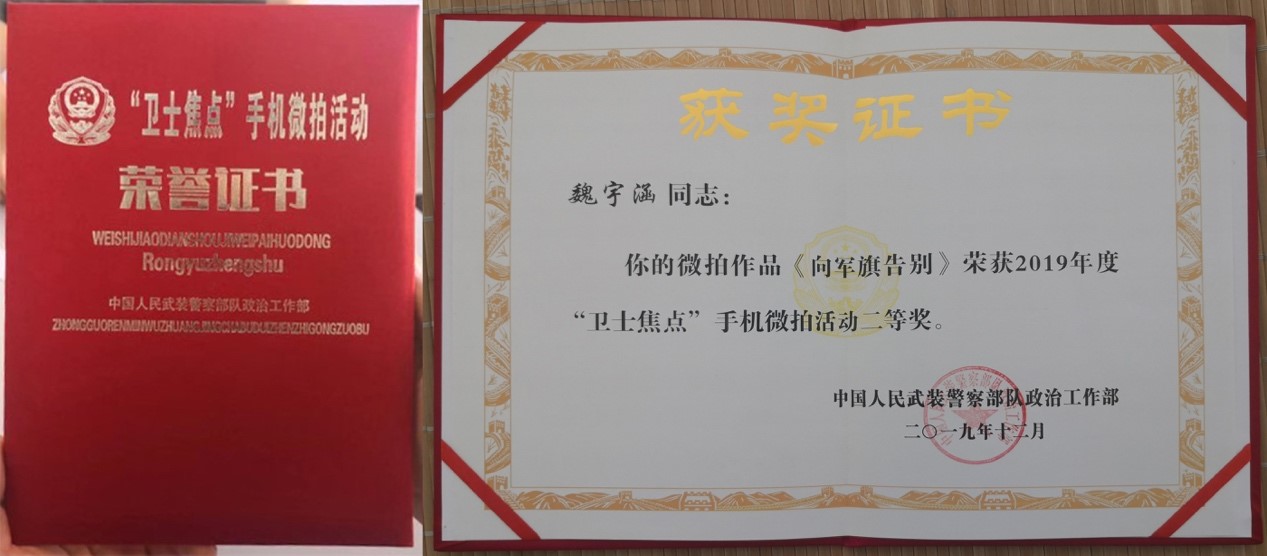 “卫士焦点”手机微拍活动
荣誉证书
WEISHIJIAODIANSHOUJIWEIPAIHUODONG
Rongyuzhengshu
中国人民武装警察部队政治工作部
ZHONGGUORENMINWUZHUANGJINGCHABUDUIZHENZHIGONGZUOBU
获奖证书
魏宇涵 同志：
你的微拍作品《向军旗告别》荣获2019年度
“卫士焦点”手机微拍活动二等奖。
中国人民武装警察部队政治工作部
二〇一九年十二月